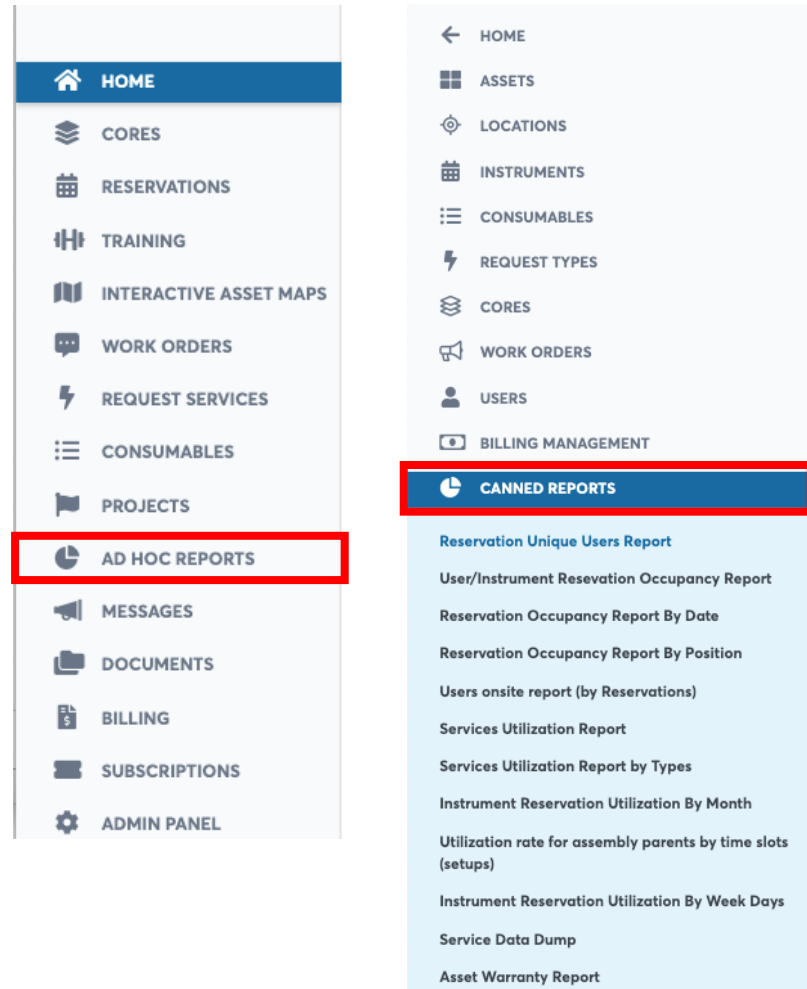 HOME
CORES
RESERVATIONS
TRAINING
INTERACTIVE ASSET MAPS
WORK ORDERS
REQUEST SERVICES
CONSUMABLES
PROJECTS
AD HOC REPORTS
MESSAGES
DOCUMENTS
BILLING
SUBSCRIPTIONS
ADMIN PANEL
HOME
ASSETS
LOCATIONS
INSTRUMENTS
CONSUMABLES
REQUEST TYPES
CORES
WORK ORDERS
USERS
BILLING MANAGEMENT
CANNED REPORTS
Reservation Unique Users Report
User/Instrument Resevation Occupancy Report
Reservation Occupancy Report By Date
Reservation Occupancy Report By Position
Users onsite report (by Reservations)
Services Utilization Report
Services Utilization Report by Types
Instrument Reservation Utilization By Month
Utilization rate for assembly parents by time slots
(setups)
Instrument Reservation Utilization By Week Days
Service Data Dump
Asset Warranty Report